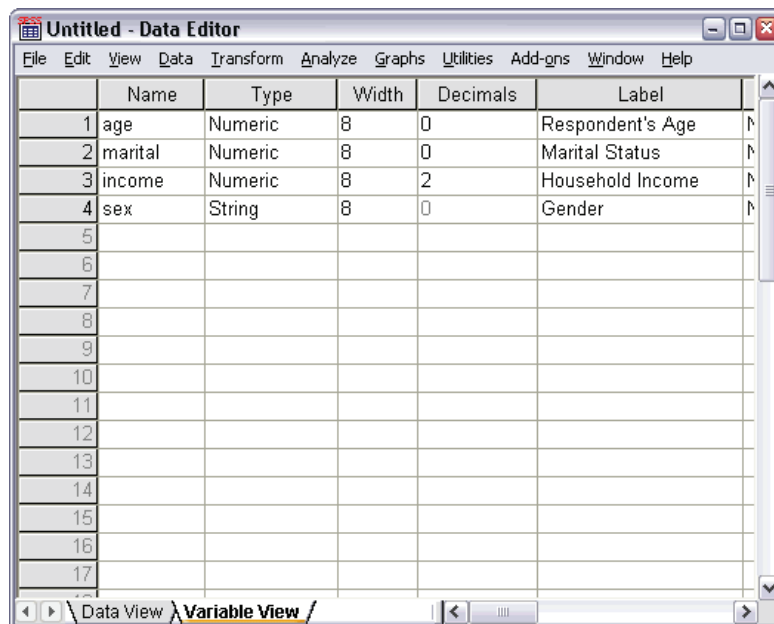 Untitled - Data Editor
File Edit View Data Transform Analyze Graphs Utilities Add-ons Window Help
Name Type Width Decimals Label
1 age Numeric 8 0 Respondent's Age
2 marital Numeric 8 0 Marital Status
3 income Numeric 8 2 Household Income
4 sex String 8 0 Gender
5
6
7
8
9
10
11
12
13
14
15
16
17
Data View Variable View